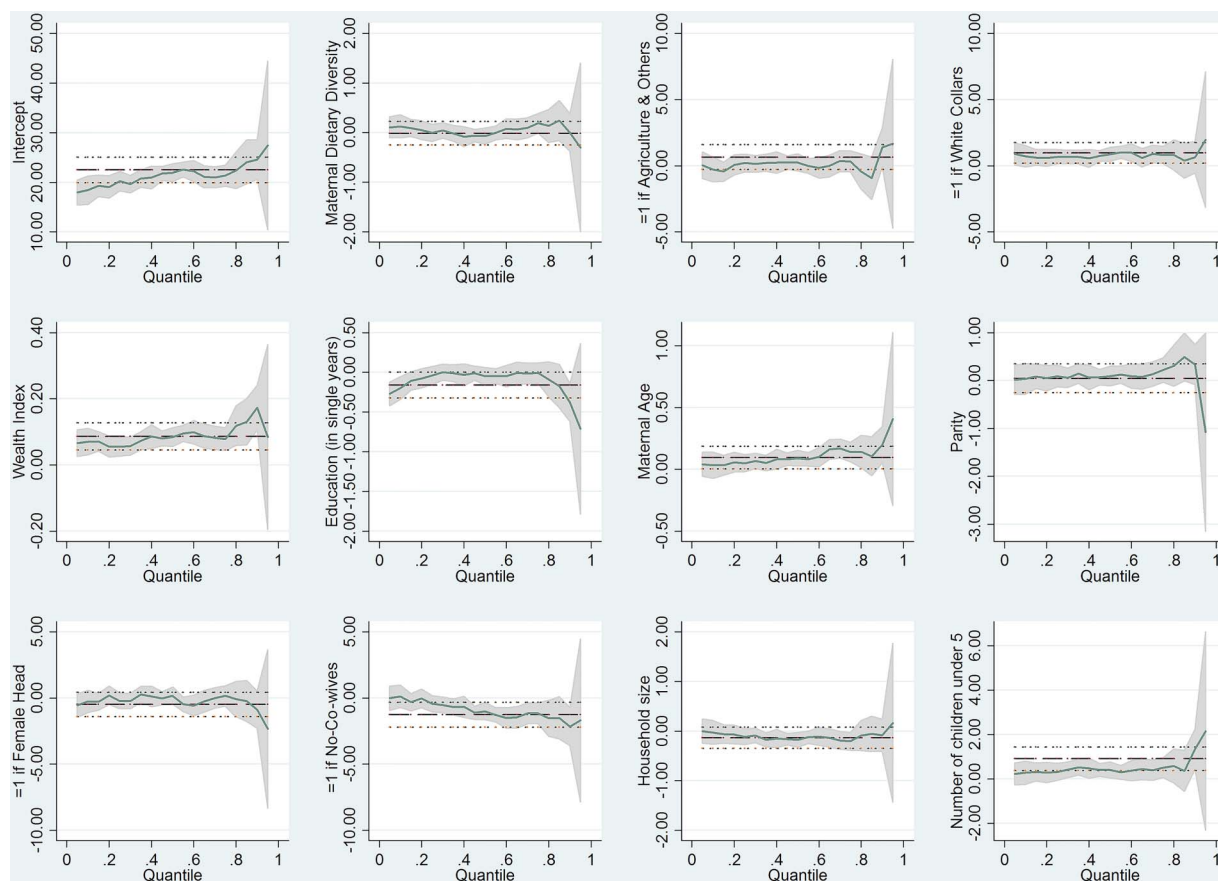 Intercept
10.00 20.00 30.00 40.00 50.00
0 .2 .4 .6 .8 1
Quantile
Maternal Dietary Diversity
-2.00 -1.00 0.00 1.00 2.00
0 .2 .4 .6 .8 1
Quantile
=1 if Agriculture & Others
-5.00 0.00 5.00 10.00
0 .2 .4 .6 .8 1
Quantile
=1 if White Collars
-5.00 0.00 5.00 10.00
0 .2 .4 .6 .8 1
Quantile
Wealth Index
-0.20 0.00 0.20 0.40
0 .2 .4 .6 .8 1
Quantile
Education (in single years)
-2.00 -1.50 -1.00 -0.50 0.00 0.50
0 .2 .4 .6 .8 1
Quantile
Maternal Age
-0.50 0.00 0.50 1.00
0 .2 .4 .6 .8 1
Quantile
Parity
-3.00 -2.00 -1.00 0.00 1.00
0 .2 .4 .6 .8 1
Quantile
=1 if Female Head
-10.00 -5.00 0.00 5.00
0 .2 .4 .6 .8 1
Quantile
=1 if No-Co-wives
-10.00 -5.00 0.00 5.00
0 .2 .4 .6 .8 1
Quantile
Household size
-2.00 -1.00 0.00 1.00 2.00
0 .2 .4 .6 .8 1
Quantile
Number of children under 5
-2.00 0.00 2.00 4.00 6.00
0 .2 .4 .6 .8 1
Quantile